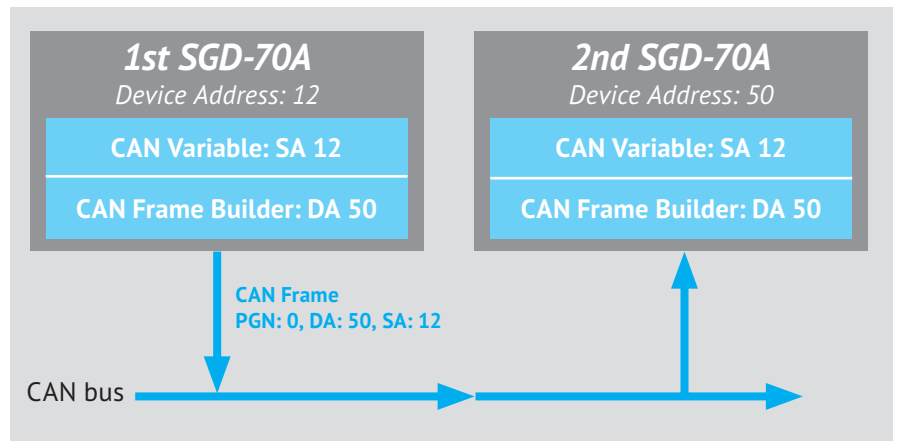 1st SGD-70A
Device Address: 12
CAN Variable: SA 12
CAN Frame Builder: DA 50
2nd SGD-70A
Device Address: 50
CAN Variable: SA 12
CAN Frame Builder: DA 50
CAN Frame
PGN: 0, DA: 50, SA: 12
CAN bus